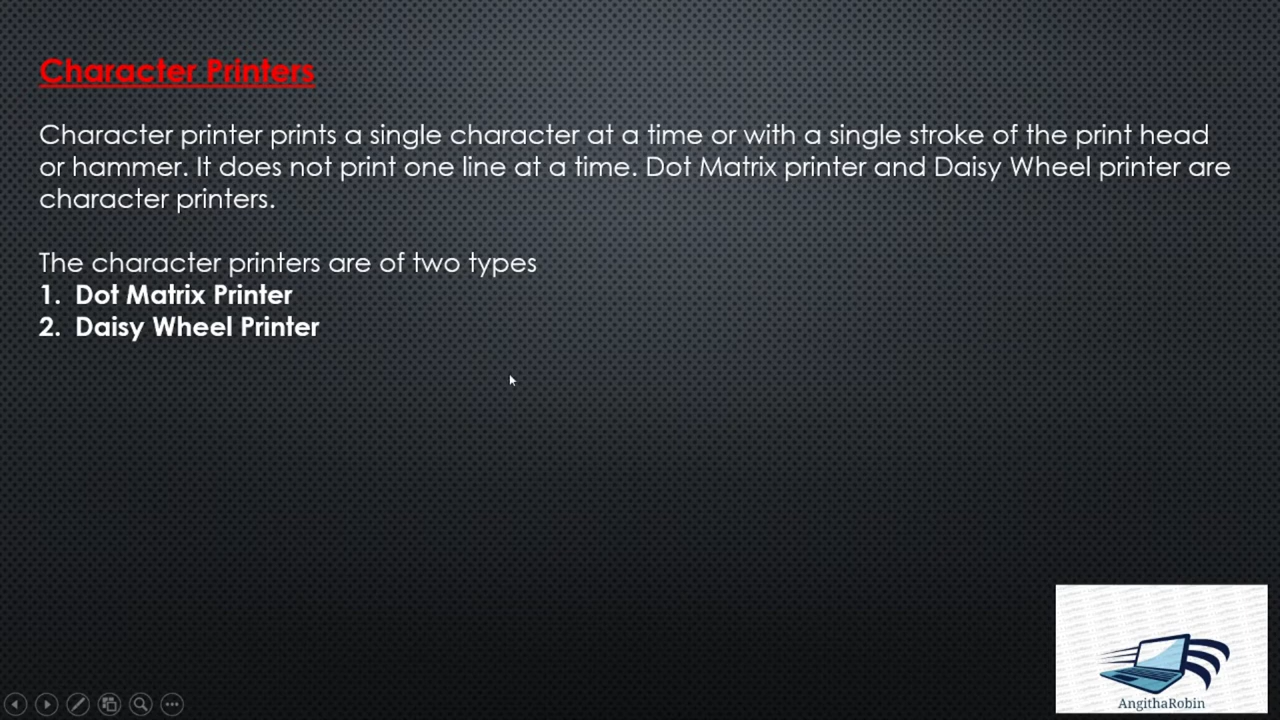 Character Printers
Character printer prints a single character at a time or with a single stroke of the print head
or hammer. It does not print one line at a time. Dot Matrix printer and Daisy Wheel printer are
character printers.
The character printers are of two types
1. Dot Matrix Printer
2. Daisy Wheel Printer
AngithaRobin